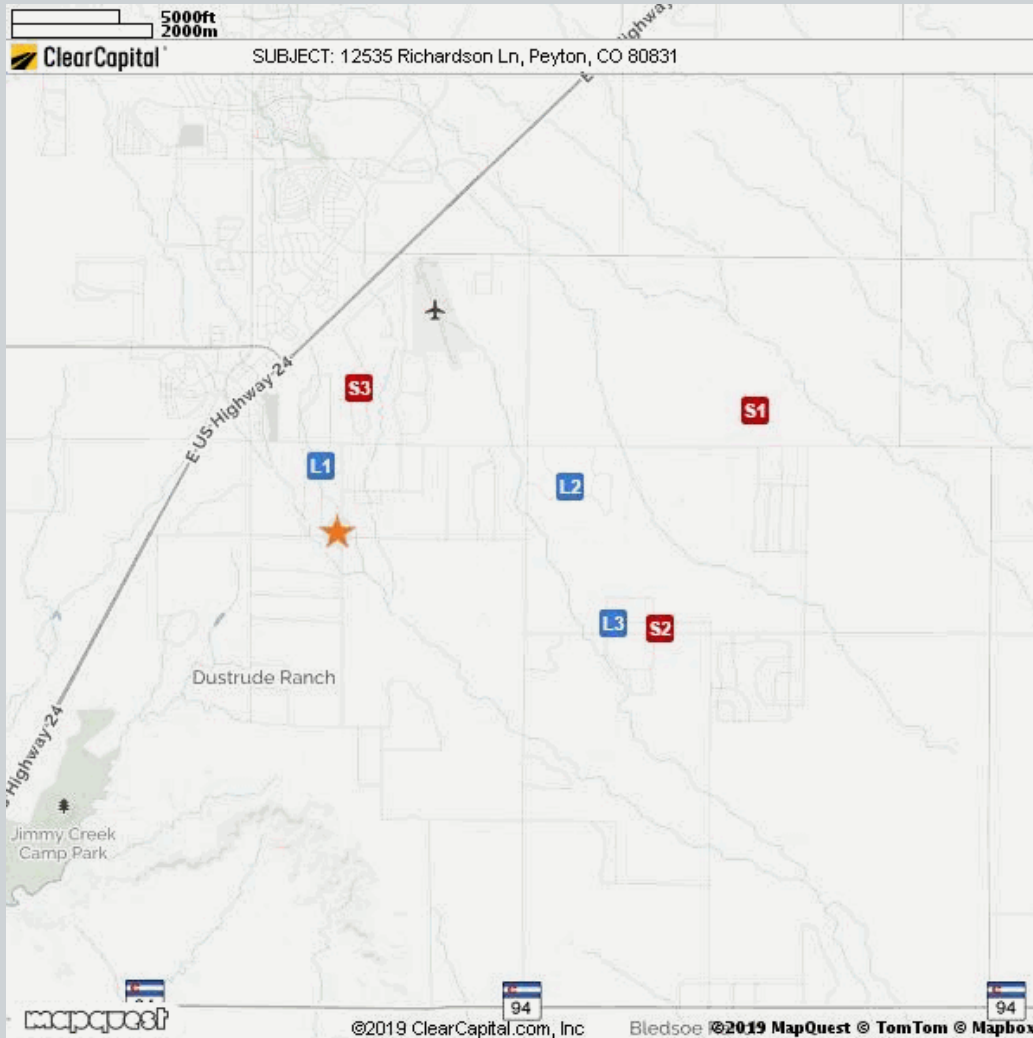 5000ft
2000m
ClearCapital
SUBJECT: 12535 Richardson Ln, Peyton, CO 80831
E US Highway 24
S3
S1
L1
L2
L3
S2
Dustrude Ranch
Highway 24
Jimmy Creek
Camp Park
94
94
mapquest
©2019 ClearCapital.com, Inc
Bledsoe
©2019 MapQuest © TomTom © Mapbox